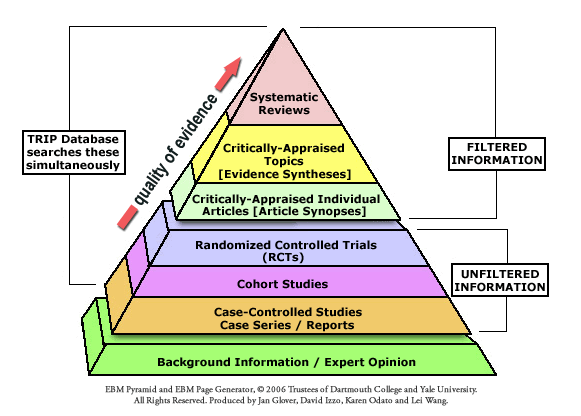 Systematic
Reviews
TRIP Database
searches these
simultaneously
quality of evidence
Critically-Appraised
Topics
[Evidence Syntheses]
FILTERED
INFORMATION
Critically-Appraised Individual
Articles [Article Synopses]
Randomized Controlled Trials
(RCTs)
Cohort Studies
UNFILTERED
INFORMATION
Case-Controlled Studies
Case Series / Reports
Background Information / Expert Opinion
EBM Pyramid and EBM Page Generator, © 2006 Trustees of Dartmouth College and Yale University.
All Rights Reserved. Produced by Jan Glover, David Izzo, Karen Odato and Lei Wang.